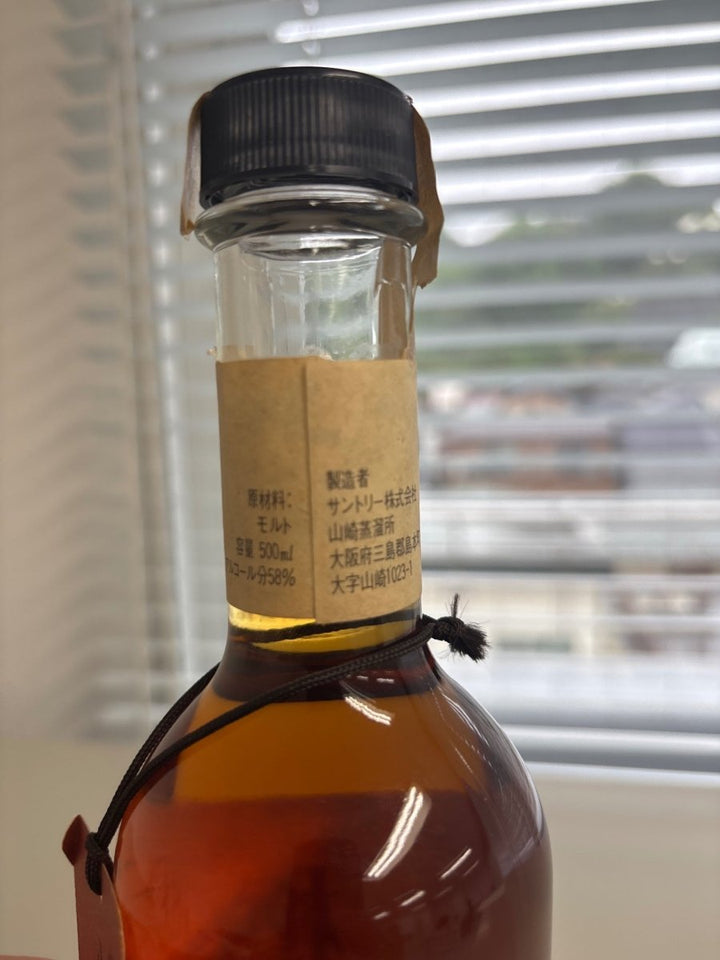 原材料:
モルト
容量 500ml
アルコール分58%
製造者
サントリー株式会社
山崎蒸溜所
大阪府三島郡島本町
大字山崎1023-1